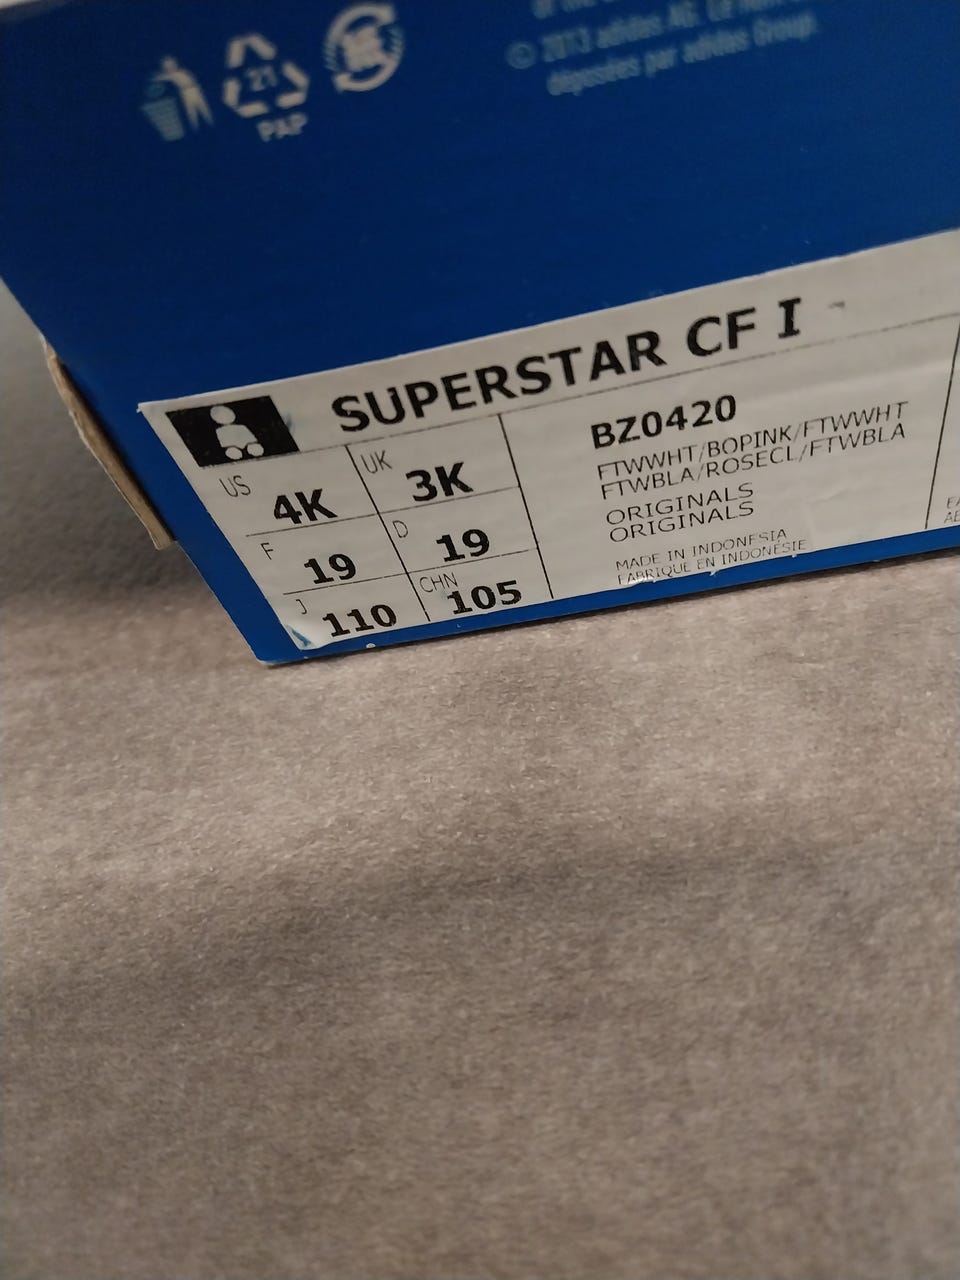 21
PAP
© 2013 adidas AG.
déposées par adidas Group.
SUPERSTAR CF I
US
4K
UK
3K
F
19
D
19
J
110
CHN
105
BZ0420
FTWWHT/BOPINK/FTWWHT
FTWBLA/ROSECL/FTWBLA
ORIGINALS
ORIGINALS
MADE IN INDONESIA
FABRIQUE EN INDONÉSIE